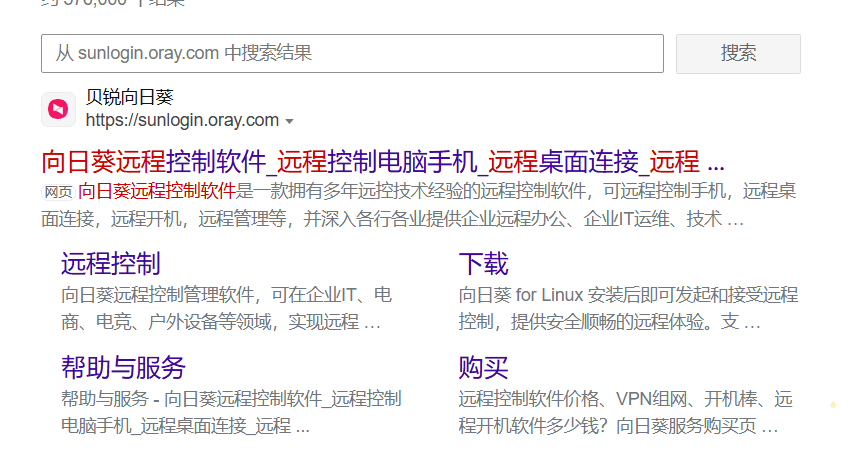 从 sunlogin.oray.com 中搜索结果
搜索
贝锐向日葵
https://sunlogin.oray.com
向日葵远程控制软件_远程控制电脑手机_远程桌面连接_远程 ...
网页 向日葵远程控制软件是一款拥有多年远控技术经验的远程控制软件，可远程控制手机，远程桌
面连接，远程开机，远程管理等，并深入各行各业提供企业远程办公、企业IT运维、技术 …
远程控制
向日葵远程控制管理软件，可在企业IT、电
商、电竞、户外设备等领域，实现远程 …
下载
向日葵 for Linux 安装后即可发起和接受远程
控制，提供安全顺畅的远程体验。支 …
帮助与服务
帮助与服务 - 向日葵远程控制软件_远程控制
电脑手机_远程桌面连接_远程 ...
购买
远程控制软件价格、VPN组网、开机棒、远
程开机软件多少钱？向日葵服务购买页 …